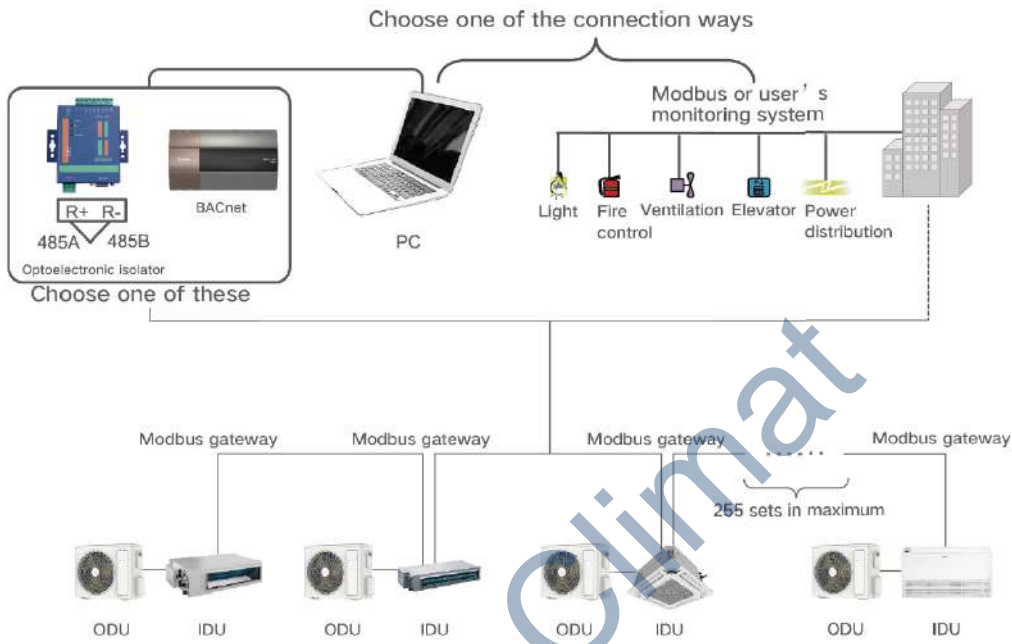 Choose one of the connection ways
Modbus or user's
monitoring system
R+ R-
485A 485B
Optoelectronic isolator
BACnet
PC
Light
Fire
control
Ventilation
Elevator
Power
distribution
Choose one of these
Modbus gateway
Modbus gateway
Modbus gateway
Modbus gateway
......
255 sets in maximum
ODU IDU
ODU IDU
ODU IDU
ODU IDU
Climat